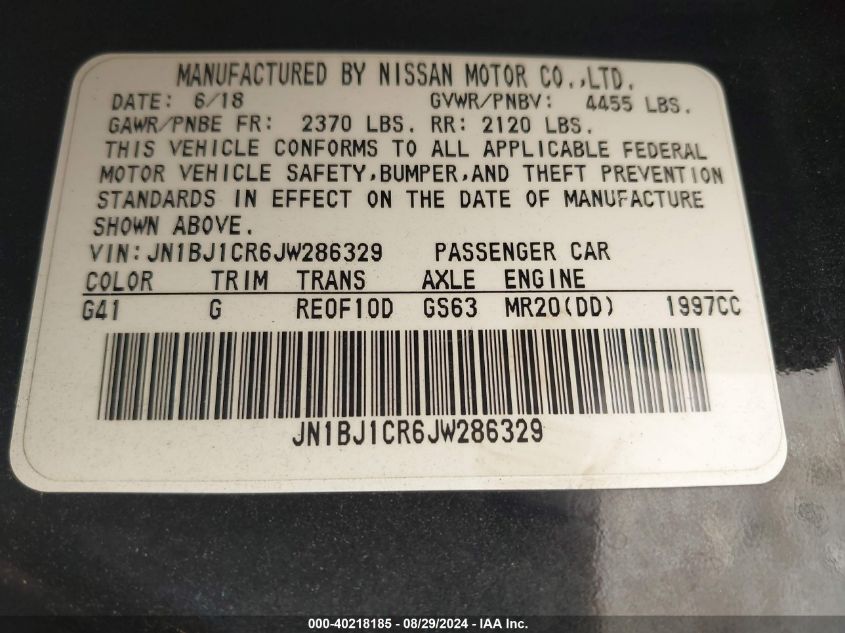 MANUFACTURED BY NISSAN MOTOR CO.,LTD.
DATE: 6/18 GVWR/PNBV: 4455 LBS.
GAWR/PNBE FR: 2370 LBS. RR: 2120 LBS.
THIS VEHICLE CONFORMS TO ALL APPLICABLE FEDERAL
MOTOR VEHICLE SAFETY,BUMPER,AND THEFT PREVENTION
STANDARDS IN EFFECT ON THE DATE OF MANUFACTURE
SHOWN ABOVE.
VIN:JN1BJ1CR6JW286329 PASSENGER CAR
COLOR TRIM TRANS AXLE ENGINE
G41 G RE0F10D GS63 MR20(DD) 1997CC
JN1BJ1CR6JW286329
000-40218185 - 08/29/2024 - IAA Inc.